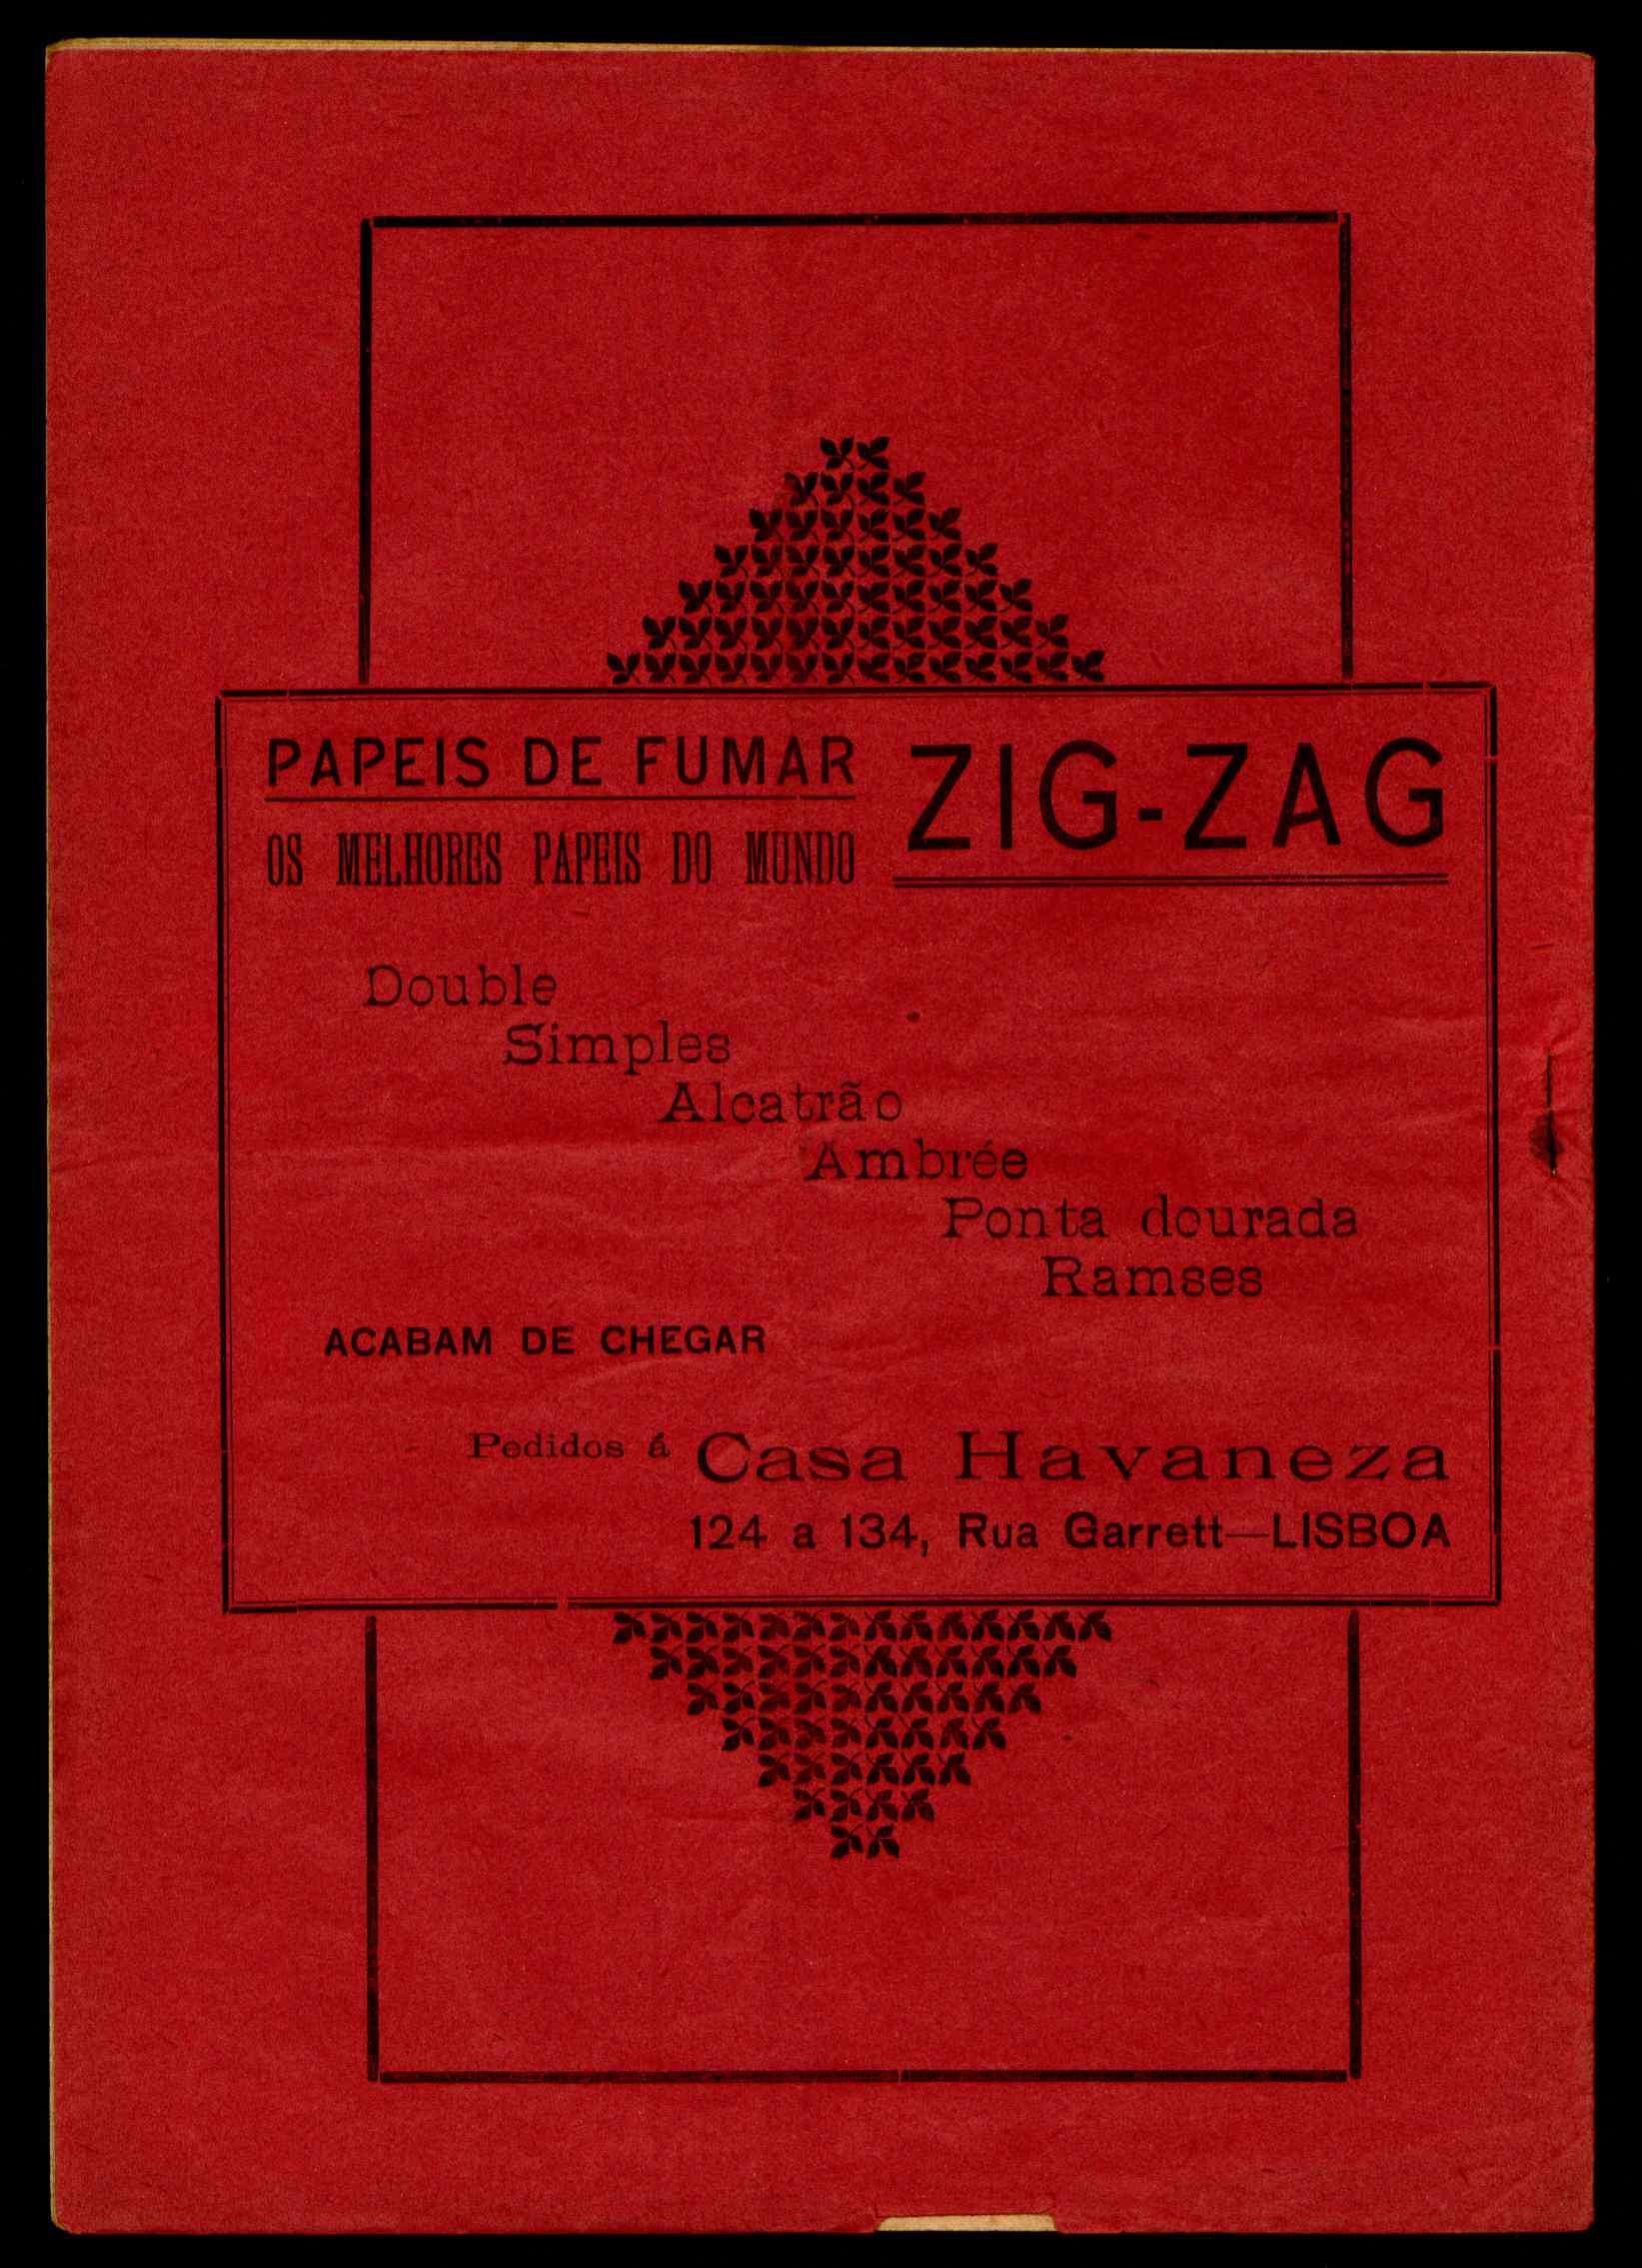 PAPEIS DE FUMAR
OS MELHORES PAPEIS DO MUNDO
ZIG-ZAG
Double
Simples
Alcatrão
Ambrée
Ponta dourada
Ramses
ACABAM DE CHEGAR
Pedidos á Casa Havaneza
124 a 134, Rua Garrett—LISBOA